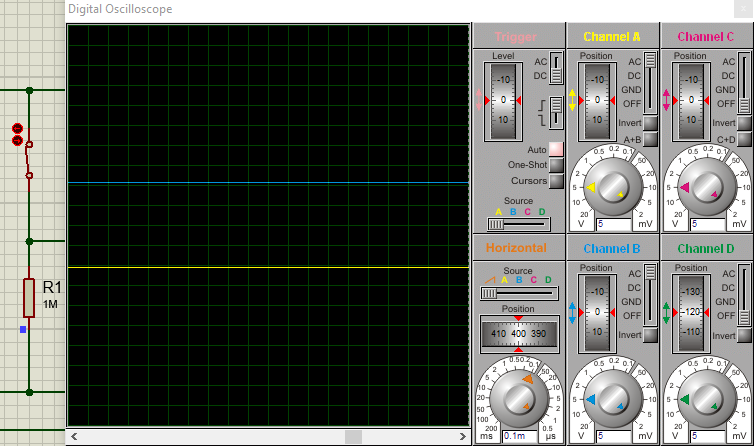 Digital Oscilloscope
R1
1M
Trigger
Level
AC
DC
-10
0
10
Auto
One-Shot
Cursors
Source
A B C D
Channel A
Position
AC
DC
GND
OFF
Invert
A+B
-10
0
10
0.5 0.2 0.1
1
2
5
10
20
50
20
10
5
2
V
5
mV
Channel C
Position
AC
DC
GND
OFF
Invert
C+D
-10
0
10
0.5 0.2 0.1
1
2
5
10
20
50
20
10
5
2
V
5
mV
Horizontal
Source
A B C D
Position
410 400 390
0.5 0.2 0.1
1
2
5
10
20
50
100
200
50
20
10
5
2
1
0.5
ms
0.1m
µs
Channel B
Position
AC
DC
GND
OFF
Invert
-10
0
10
0.5 0.2 0.1
1
2
5
10
20
50
20
10
5
2
V
5
mV
Channel D
Position
AC
DC
GND
OFF
Invert
-130
-120
-110
0.5 0.2 0.1
1
2
5
10
20
50
20
10
5
2
V
5
mV